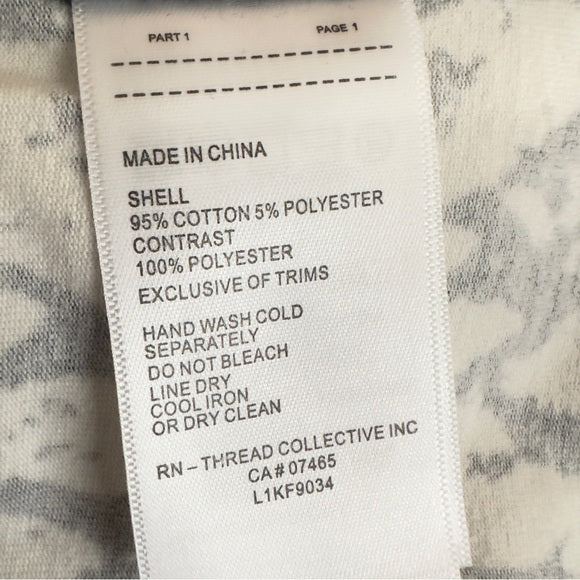 PART 1 PAGE 1
MADE IN CHINA
SHELL
95% COTTON 5% POLYESTER
CONTRAST
100% POLYESTER
EXCLUSIVE OF TRIMS
HAND WASH COLD
SEPARATELY
DO NOT BLEACH
LINE DRY
COOL IRON
OR DRY CLEAN
RN – THREAD COLLECTIVE INC
CA # 07465
L1KF9034